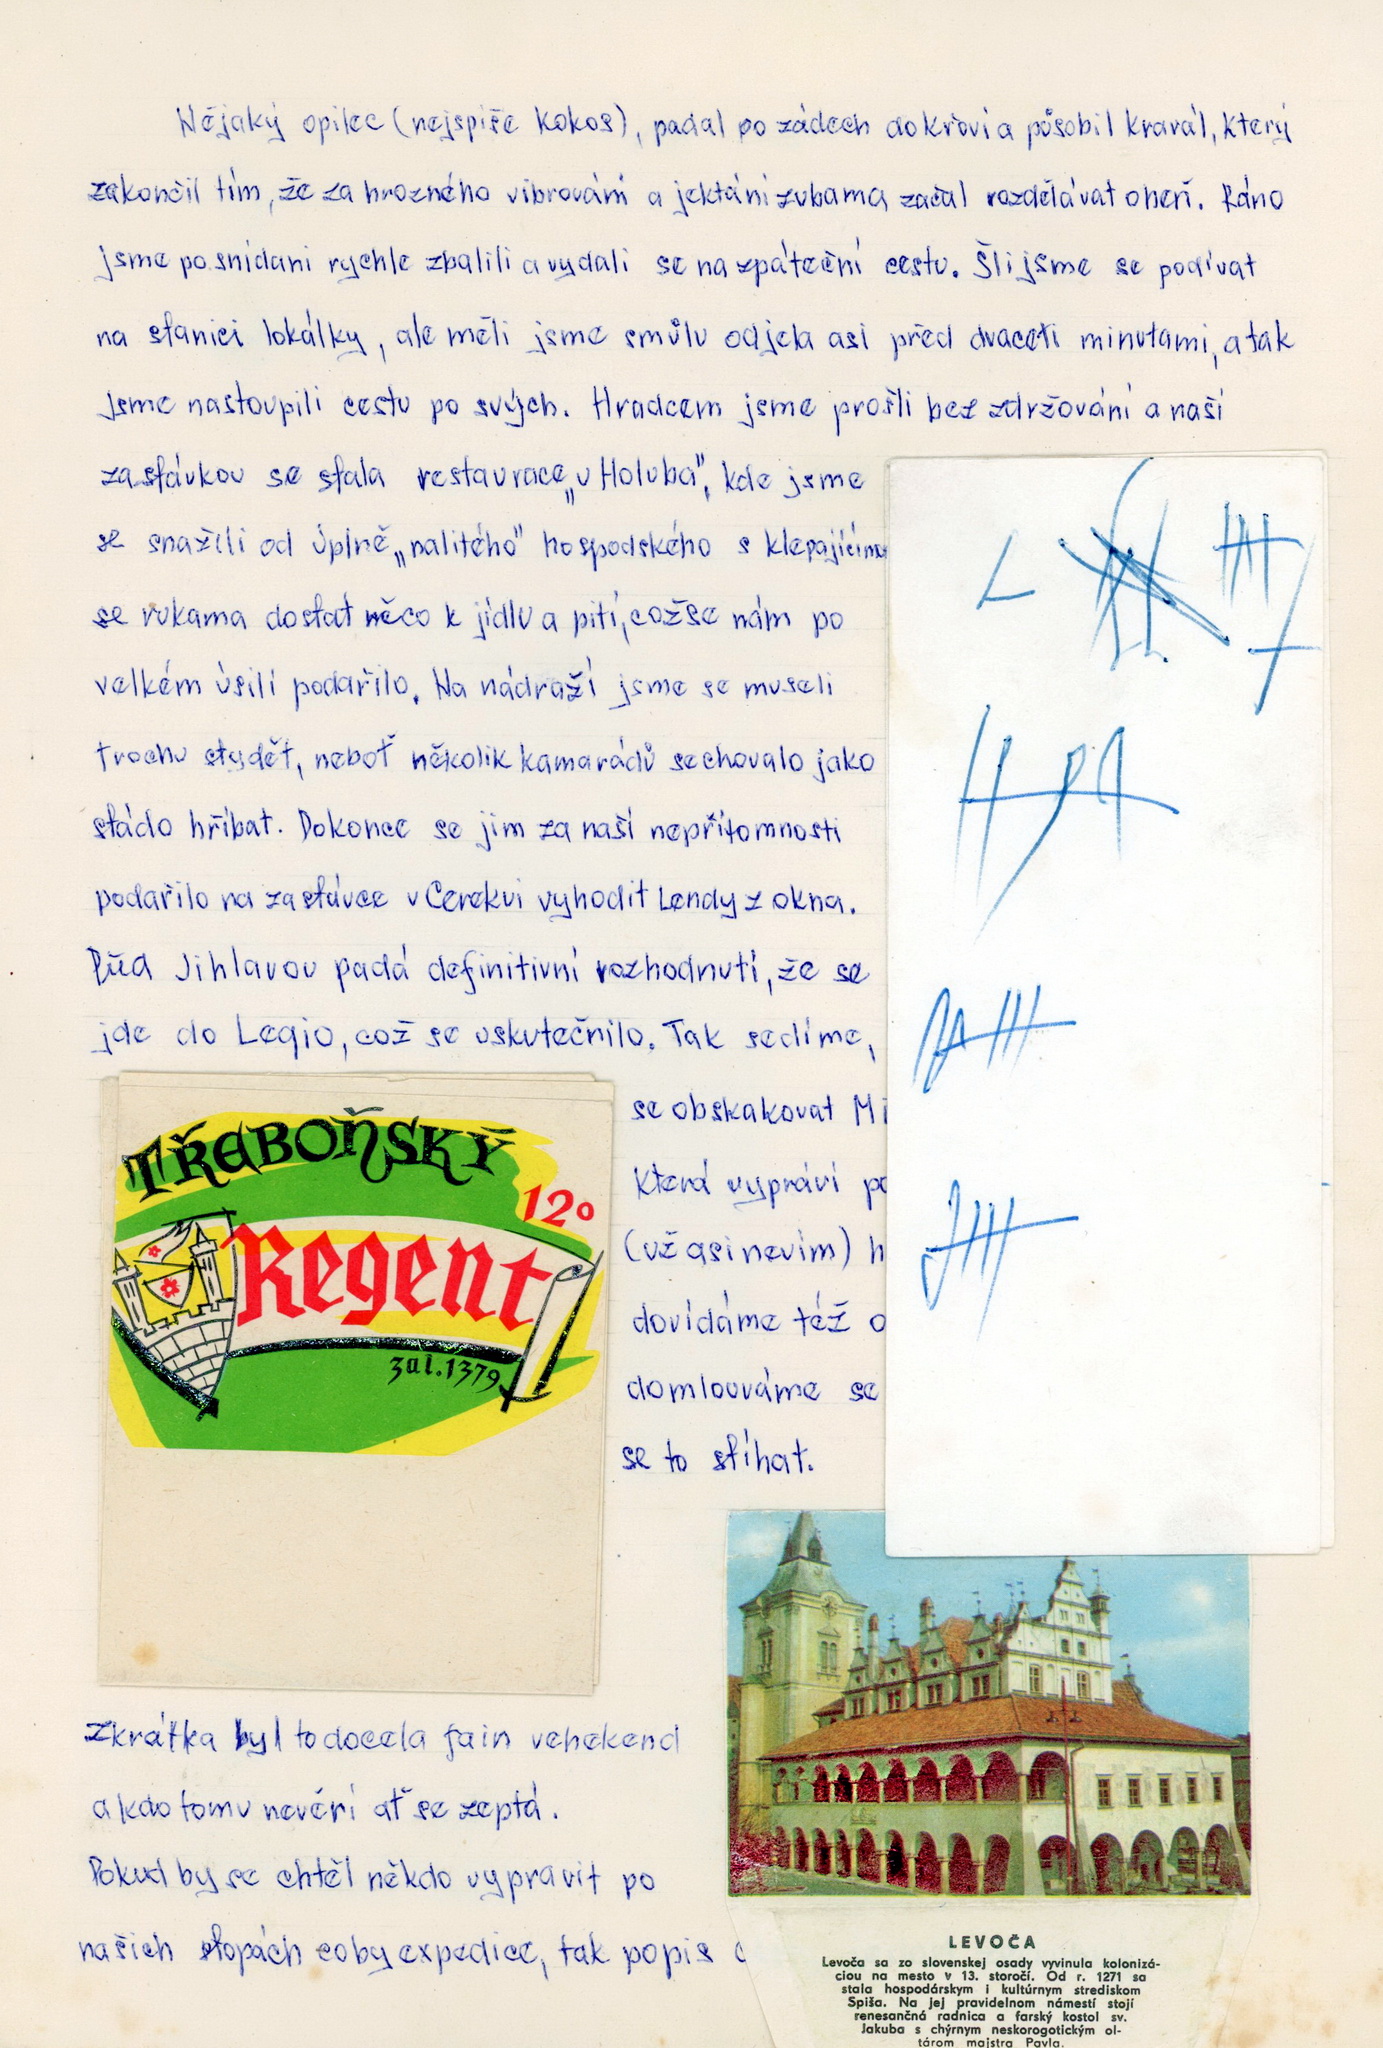 Nějaký opilec (nejspíše Kokos), padal po zádech do křoví a působil kravál, který
zakončil tím, že za hrozného vibrování a jektání zubama začal rozdělávat oheň. Ráno
jsme po snídani rychle zbalili a vydali se na zpáteční cestu. Šli jsme se podívat
na stanici lokálky, ale měli jsme smůlu odjela asi před dvaceti minutami, a tak
jsme nastoupili cestu po svých. Hradcem jsme prošli bez zdržování a naší
zastávkou se stala restaurace „u Holuba", kde jsme
se snažili od úplně „nalitého" hospodského s klepajícíma
se rukama dostat něco k jídlu a pití, což se nám po
velkém úsilí podařilo. Na nádraží jsme se museli
trochu stydět, neboť několik kamarádů se chovalo jako
stádo hříbat. Dokonce se jim za naší nepřítomnosti
podařilo na zastávce v Cerekvi vyhodit Lendy z okna.
Před Jihlavou padá definitivní rozhodnutí, že se
jde do Legio, což se uskutečnilo. Tak sedíme,
se obskakovat Mi
která vypráví po
(už asi nevím) h
dovídáme též o
domlouváme se
se to stíhat.
TŘEBOŇSKÝ
12°
Regent
zal. 1379
zkrátka byl to docela fain vehekend
a kdo tomu nevěří ať se zeptá.
Pokud by se chtěl někdo vypravit po
našich stopách coby expedice, tak popis
LEVOČA
Levoča sa zo slovenskej osady vyvinula kolonizá-
ciou na mesto v 13. storočí. Od r. 1271 sa
stala hospodárskym i kultúrnym strediskom
Spiša. Na jej pravidelnom námestí stojí
renesančná radnica a farský kostol sv.
Jakuba s chýrnym neskorogotickým ol-
tárom majstra Pavla.